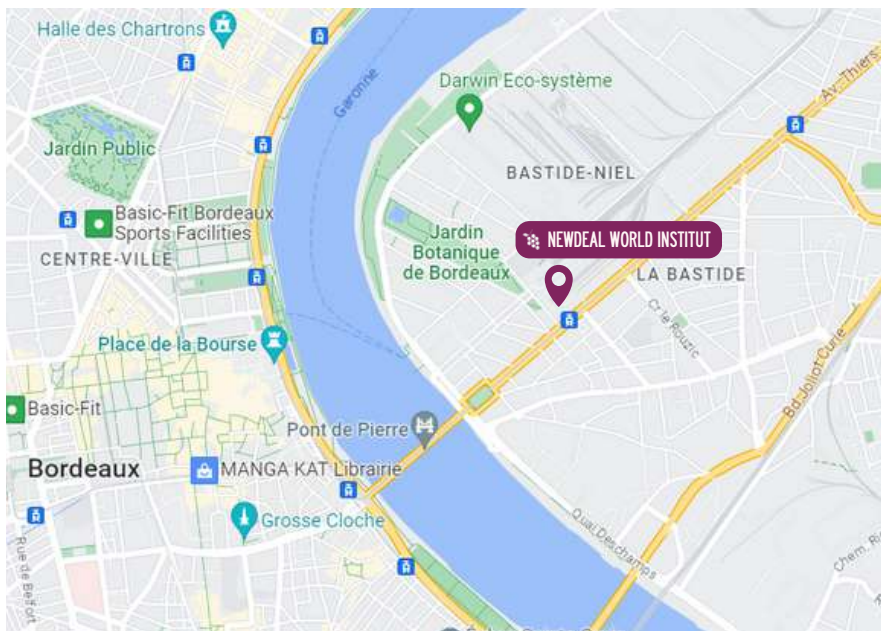 Halle des Chartrons
Garonne
Darwin Eco-système
Av. Thiers
Jardin Public
BASTIDE-NIEL
Basic-Fit Bordeaux
Sports Facilities
CENTRE-VILLE
Jardin
Botanique
de Bordeaux
NEWDEAL WORLD INSTITUT
LA BASTIDE
Cr le Rouzic
Place de la Bourse
Bd Joliot Curie
Basic-Fit
Pont de Pierre
Bordeaux
MANGA KAT Librairie
Grosse Cloche
Quai Deschamps
Rue de Belfort
Chem. Ri